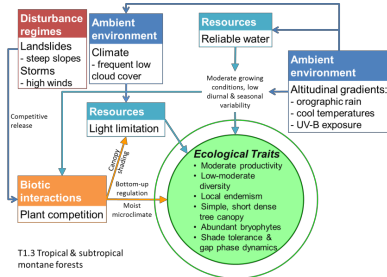 Disturbance
regimes
Landslides
- steep slopes
Storms
- high winds
Ambient
environment
Climate
- frequent low
cloud cover
Resources
Reliable water
Ambient
environment
Altitudinal gradients:
- orographic rain
- cool temperatures
- UV-B exposure
Moderate growing
conditions, low
diurnal & seasonal
variability
Competitive
release
Resources
Light limitation
Canopy
shading
Biotic
interactions
Plant competition
Bottom-up
regulation
Moist
microclimate
Ecological Traits
• Moderate productivity
• Low-moderate
diversity
• Local endemism
• Simple, short dense
tree canopy
• Abundant bryophytes
• Shade tolerance &
gap phase dynamics
T1.3 Tropical & subtropical
montane forests